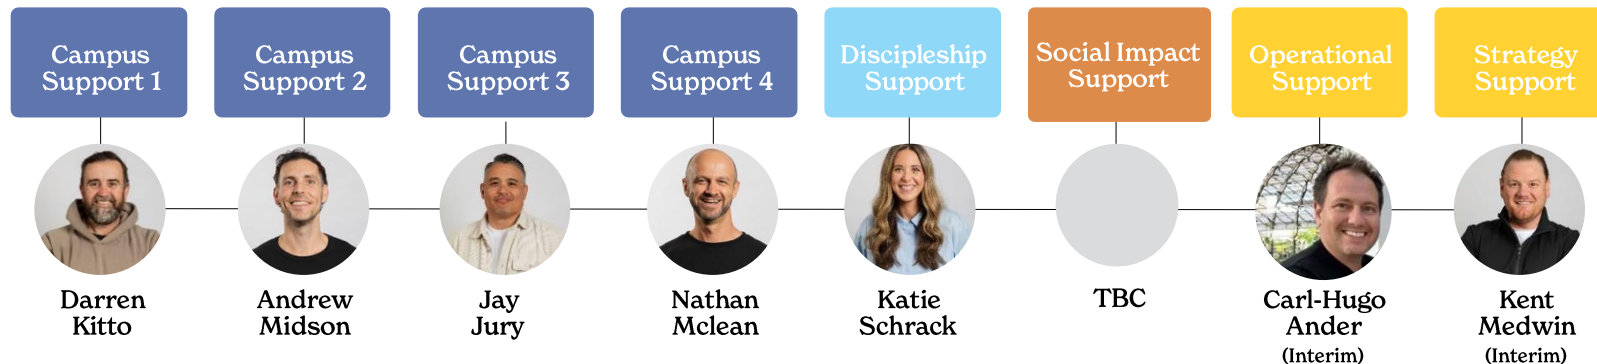 Campus
Support 1
Campus
Support 2
Campus
Support 3
Campus
Support 4
Discipleship
Support
Social Impact
Support
Operational
Support
Strategy
Support
Darren
Kitto
Andrew
Midson
Jay
Jury
Nathan
Mclean
Katie
Schrack
TBC
Carl-Hugo
Ander
(Interim)
Kent
Medwin
(Interim)